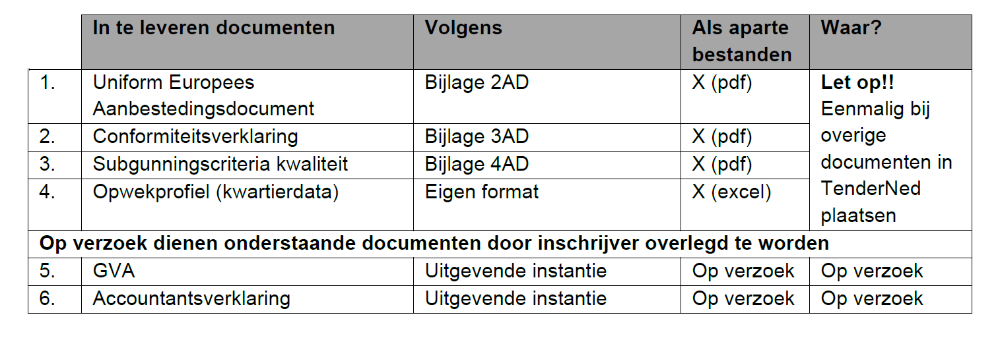 In te leveren documenten Volgens Als aparte bestanden Waar?
1. Uniform Europees Aanbestedingsdocument Bijlage 2AD X (pdf) Let op!! Eenmalig bij overige documenten in TenderNed plaatsen
2. Conformiteitsverklaring Bijlage 3AD X (pdf)
3. Subgunningscriteria kwaliteit Bijlage 4AD X (pdf)
4. Opwekprofiel (kwartierdata) Eigen format X (excel)
Op verzoek dienen onderstaande documenten door inschrijver overlegd te worden
5. GVA Uitgevende instantie Op verzoek Op verzoek
6. Accountantsverklaring Uitgevende instantie Op verzoek Op verzoek